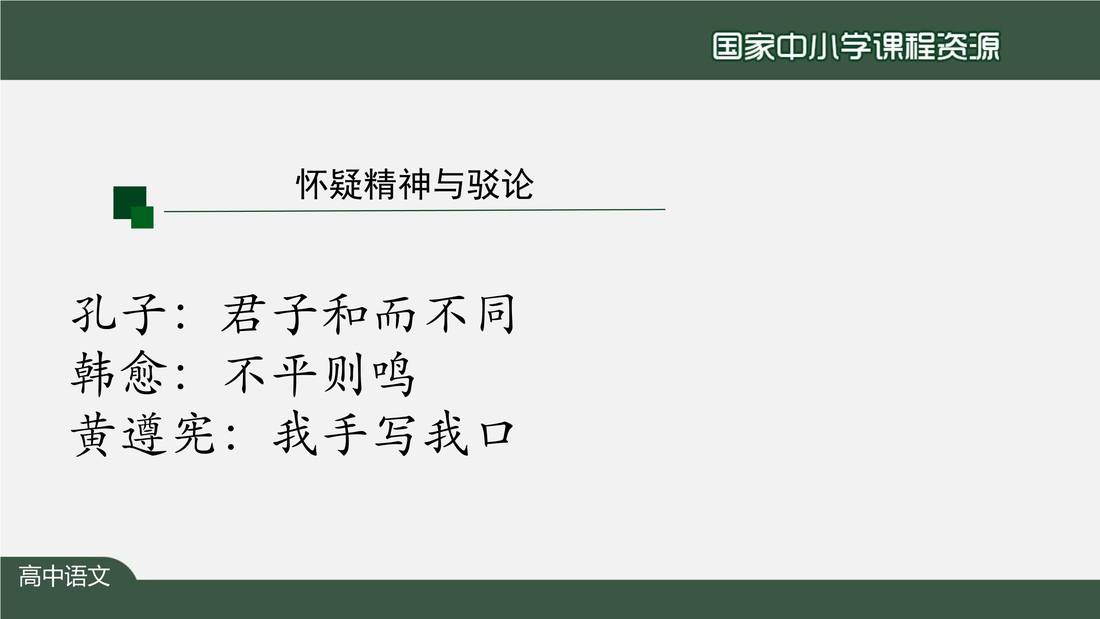 国家中小学课程资源
怀疑精神与驳论
孔子：君子和而不同
韩愈：不平则鸣
黄遵宪：我手写我口
高中语文